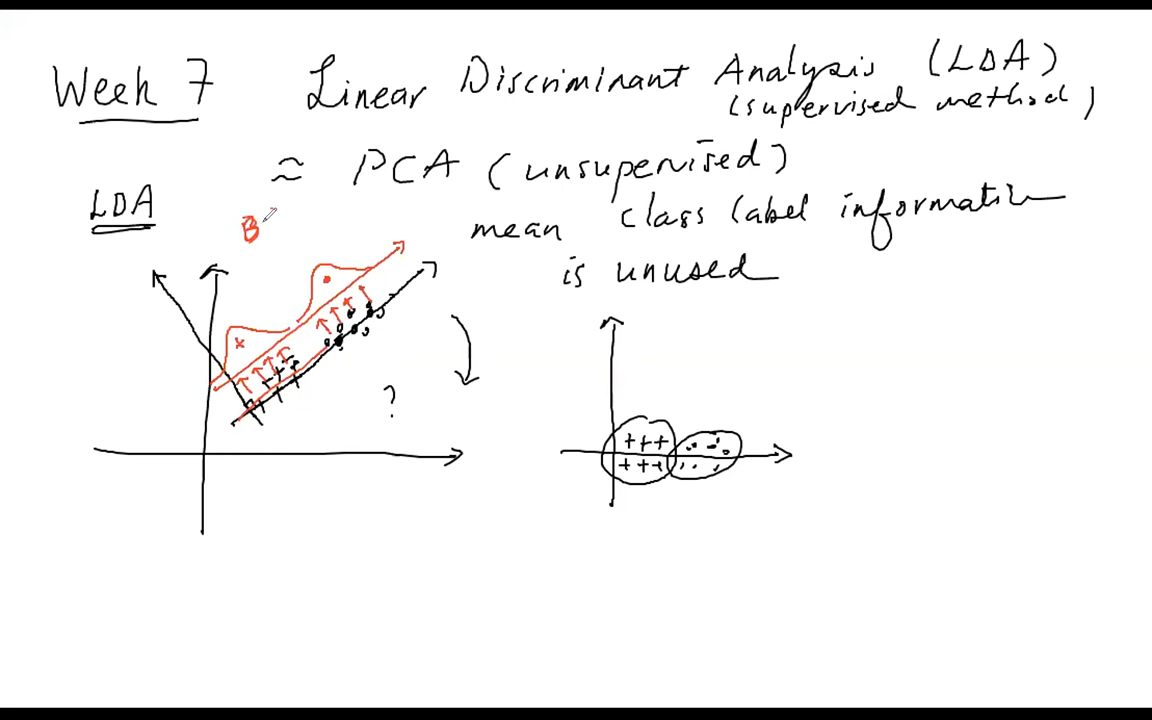 Week 7 Linear Discriminant Analysis (LDA)
(supervised method)
≈ PCA (unsupervised)
LDA
mean class label information
is unused
B
x
?